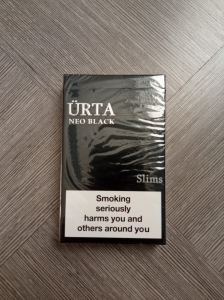 ÜRTA
NEO BLACK
Slims
Smoking
seriously
harms you and
others around you